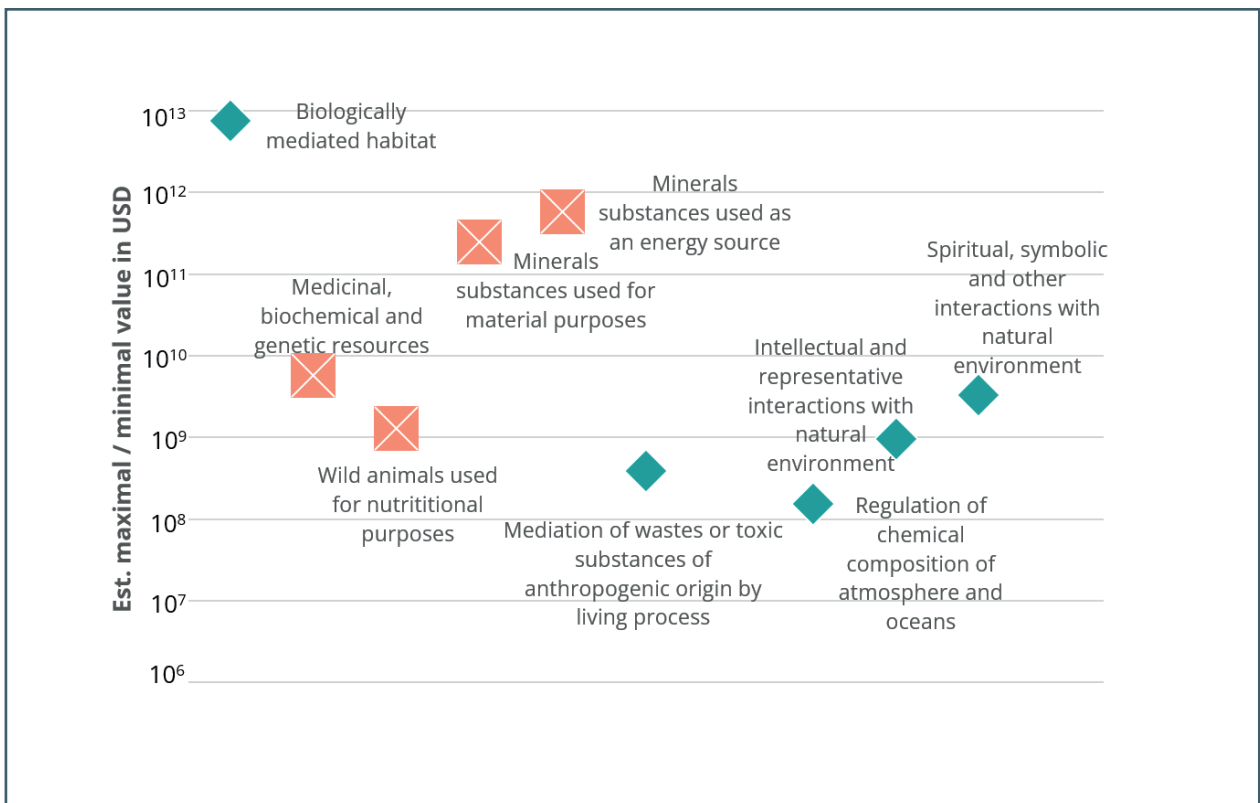 Est. maximal / minimal value in USD
10¹³
10¹²
10¹¹
10¹⁰
10⁹
10⁸
10⁷
10⁶
Biologically
mediated habitat
Minerals
substances used as
an energy source
Minerals
substances used for
material purposes
Medicinal,
biochemical and
genetic resources
Wild animals used
for nutrititional
purposes
Spiritual, symbolic
and other
interactions with
natural
environment
Intellectual and
representative
interactions with
natural
environment
Mediation of wastes or toxic
substances of
anthropogenic origin by
living process
Regulation of
chemical
composition of
atmosphere and
oceans